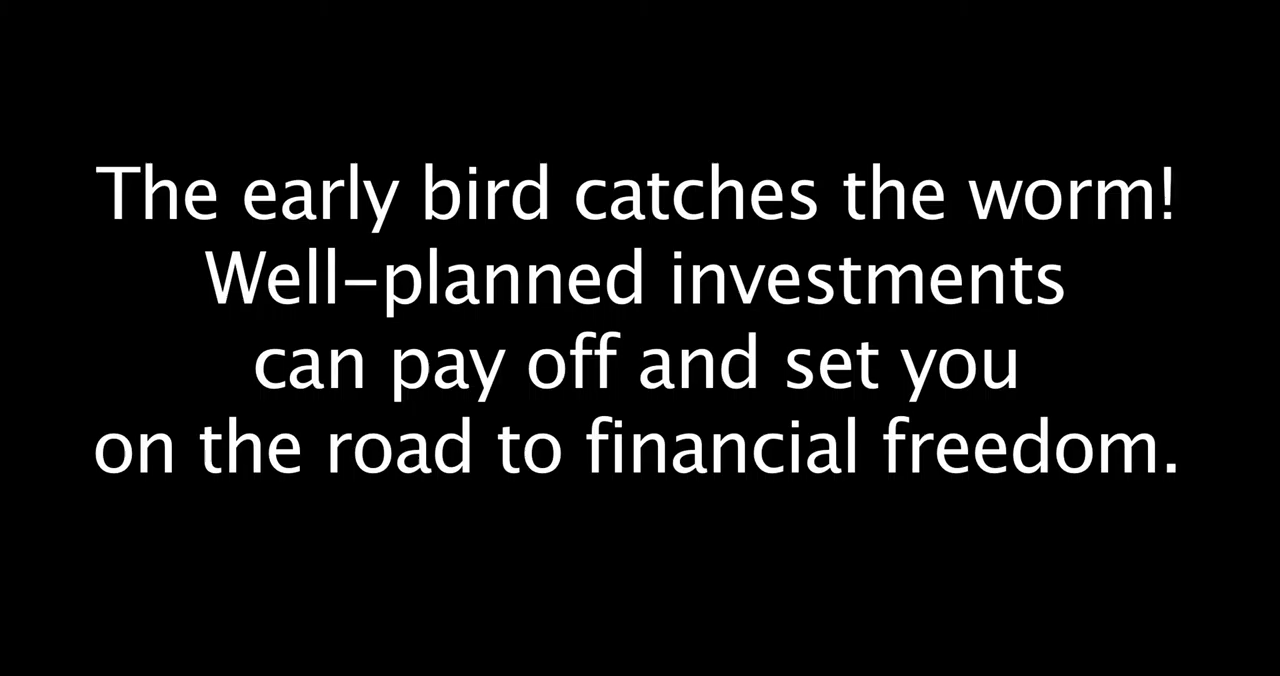 The early bird catches the worm!
Well-planned investments
can pay off and set you
on the road to financial freedom.